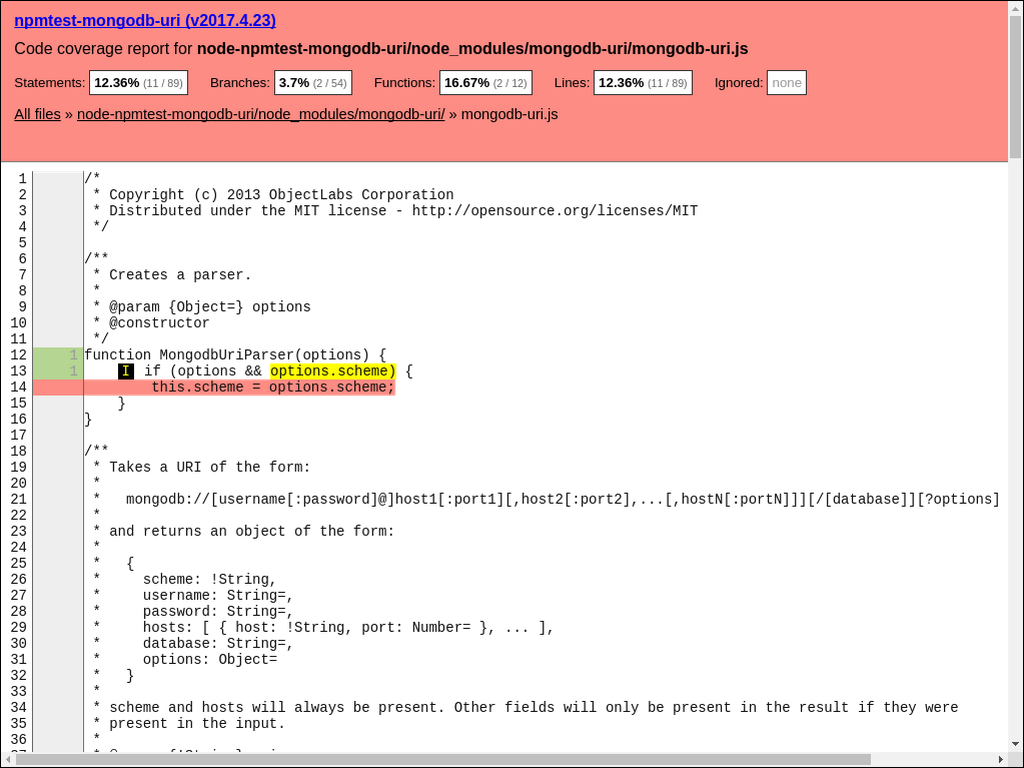 npmtest-mongodb-uri (v2017.4.23)
Code coverage report for node-npmtest-mongodb-uri/node_modules/mongodb-uri/mongodb-uri.js
Statements: 12.36% (11 / 89) Branches: 3.7% (2 / 54) Functions: 16.67% (2 / 12) Lines: 12.36% (11 / 89) Ignored: none
All files » node-npmtest-mongodb-uri/node_modules/mongodb-uri/ » mongodb-uri.js
1 /*
2 * Copyright (c) 2013 ObjectLabs Corporation
3 * Distributed under the MIT license - http://opensource.org/licenses/MIT
4 */
5
6 /**
7 * Creates a parser.
8 *
9 * @param {Object=} options
10 * @constructor
11 */
12 1 function MongodbUriParser(options) {
13 1 I if (options && options.scheme) {
14 this.scheme = options.scheme;
15 }
16 }
17
18 /**
19 * Takes a URI of the form:
20 *
21 * mongodb://[username[:password]@]host1[:port1][,host2[:port2],...[,hostN[:portN]]][/[database]][?options]
22 *
23 * and returns an object of the form:
24 *
25 * {
26 * scheme: !String,
27 * username: String=,
28 * password: String=,
29 * hosts: [ { host: !String, port: Number= }, ... ],
30 * database: String=,
31 * options: Object=
32 * }
33 *
34 * scheme and hosts will always be present. Other fields will only be present in the result if they were
35 * present in the input.
36 *